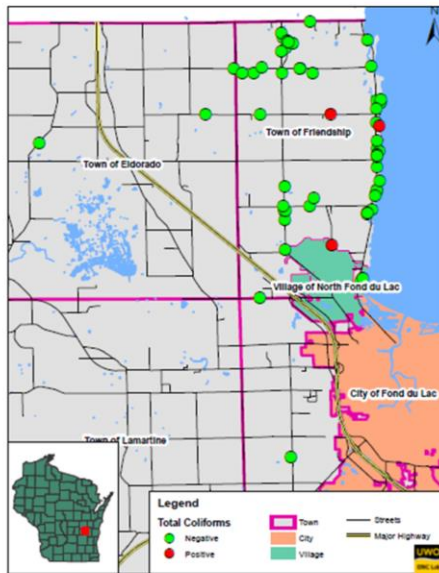 Town of Friendship
Town of Eldorado
Village of North Fond du Lac
City of Fond du Lac
Town of Lamartine
Legend
Total Coliforms
Negative
Positive
Town
City
Village
Streets
Major Highway
UWO